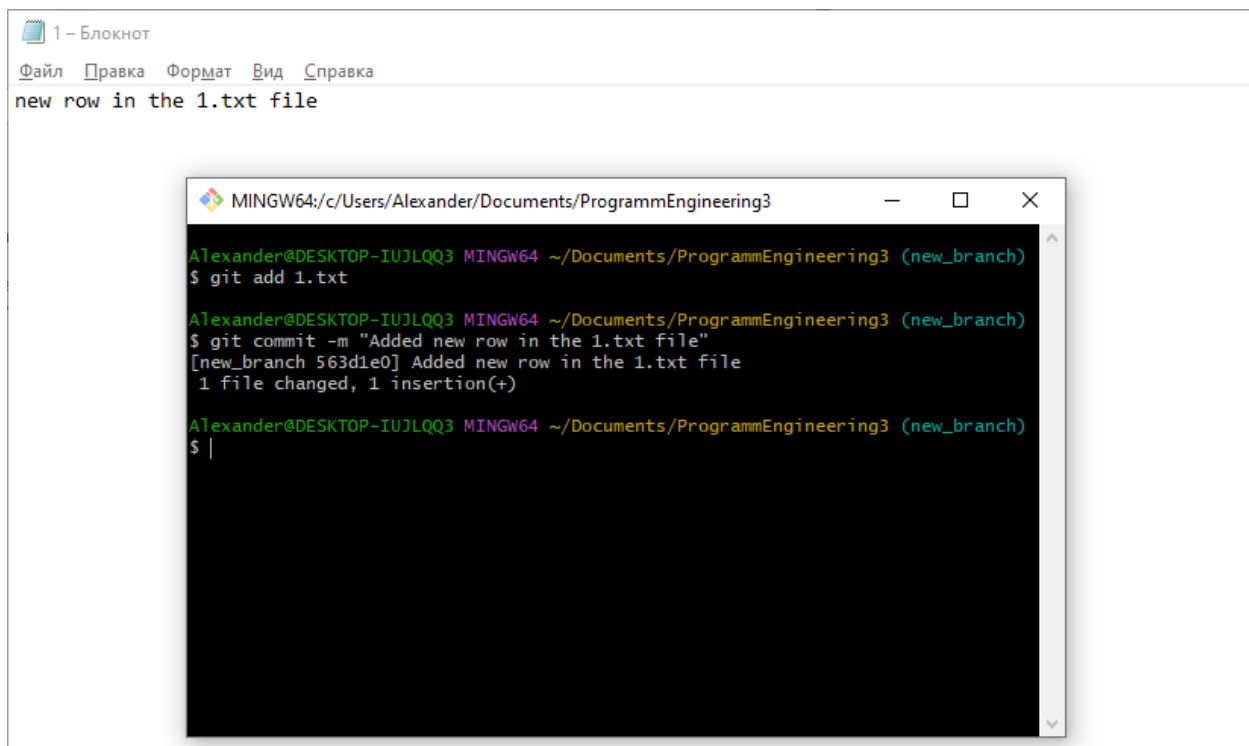 1 – Блокнот
Файл Правка Формат Вид Справка
new row in the 1.txt file
MINGW64:/c/Users/Alexander/Documents/ProgrammEngineering3
Alexander@DESKTOP-IUJLQQ3 MINGW64 ~/Documents/ProgrammEngineering3 (new_branch)
$ git add 1.txt
Alexander@DESKTOP-IUJLQQ3 MINGW64 ~/Documents/ProgrammEngineering3 (new_branch)
$ git commit -m "Added new row in the 1.txt file"
[new_branch 563d1e0] Added new row in the 1.txt file
1 file changed, 1 insertion(+)
Alexander@DESKTOP-IUJLQQ3 MINGW64 ~/Documents/ProgrammEngineering3 (new_branch)
$